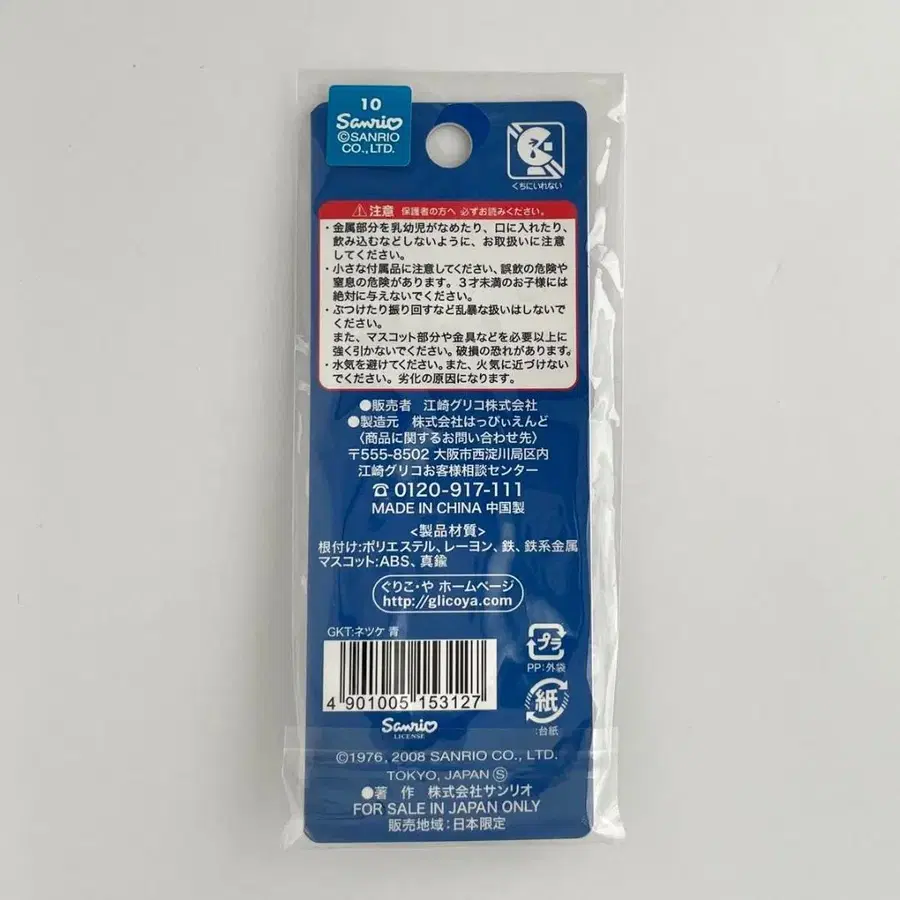 10
Sanrio
©SANRIO
CO.,LTD.
くちにいれない
注意 保護者の方へ 必ずお読みください。
・金属部分を乳幼児がなめたり、口に入れたり、
飲み込むなどしないように、お取扱いに注意
してください。
・小さな付属品に注意してください、誤飲の危険や
窒息の危険があります。3才未満のお子様には
絶対に与えないでください。
・ぶつけたり振り回すなど乱暴な扱いはしないで
ください。
また、マスコット部分や金具などを必要以上に
強く引かないでください。破損の恐れがあります。
・水気を避けてください。また、火気に近づけない
でください。劣化の原因になります。
●販売者 江崎グリコ株式会社
●製造元 株式会社はっぴぃえんど
〈商品に関するお問い合わせ先〉
〒555-8502 大阪市西淀川局区内
江崎グリコお客様相談センター
☎ 0120-917-111
MADE IN CHINA 中国製
<製品材質>
根付け:ポリエステル、レーヨン、鉄、鉄系金属
マスコット:ABS、真鍮
ぐりこ・や ホームページ
http://glicoya.com
GKT:ネツケ 青
4 901005 153127
プラ
PP:外袋
紙
:台紙
Sanrio
LICENSE
©1976, 2008 SANRIO CO., LTD.
TOKYO, JAPAN Ⓢ
●著 作 株式会社サンリオ
FOR SALE IN JAPAN ONLY
販売地域:日本限定